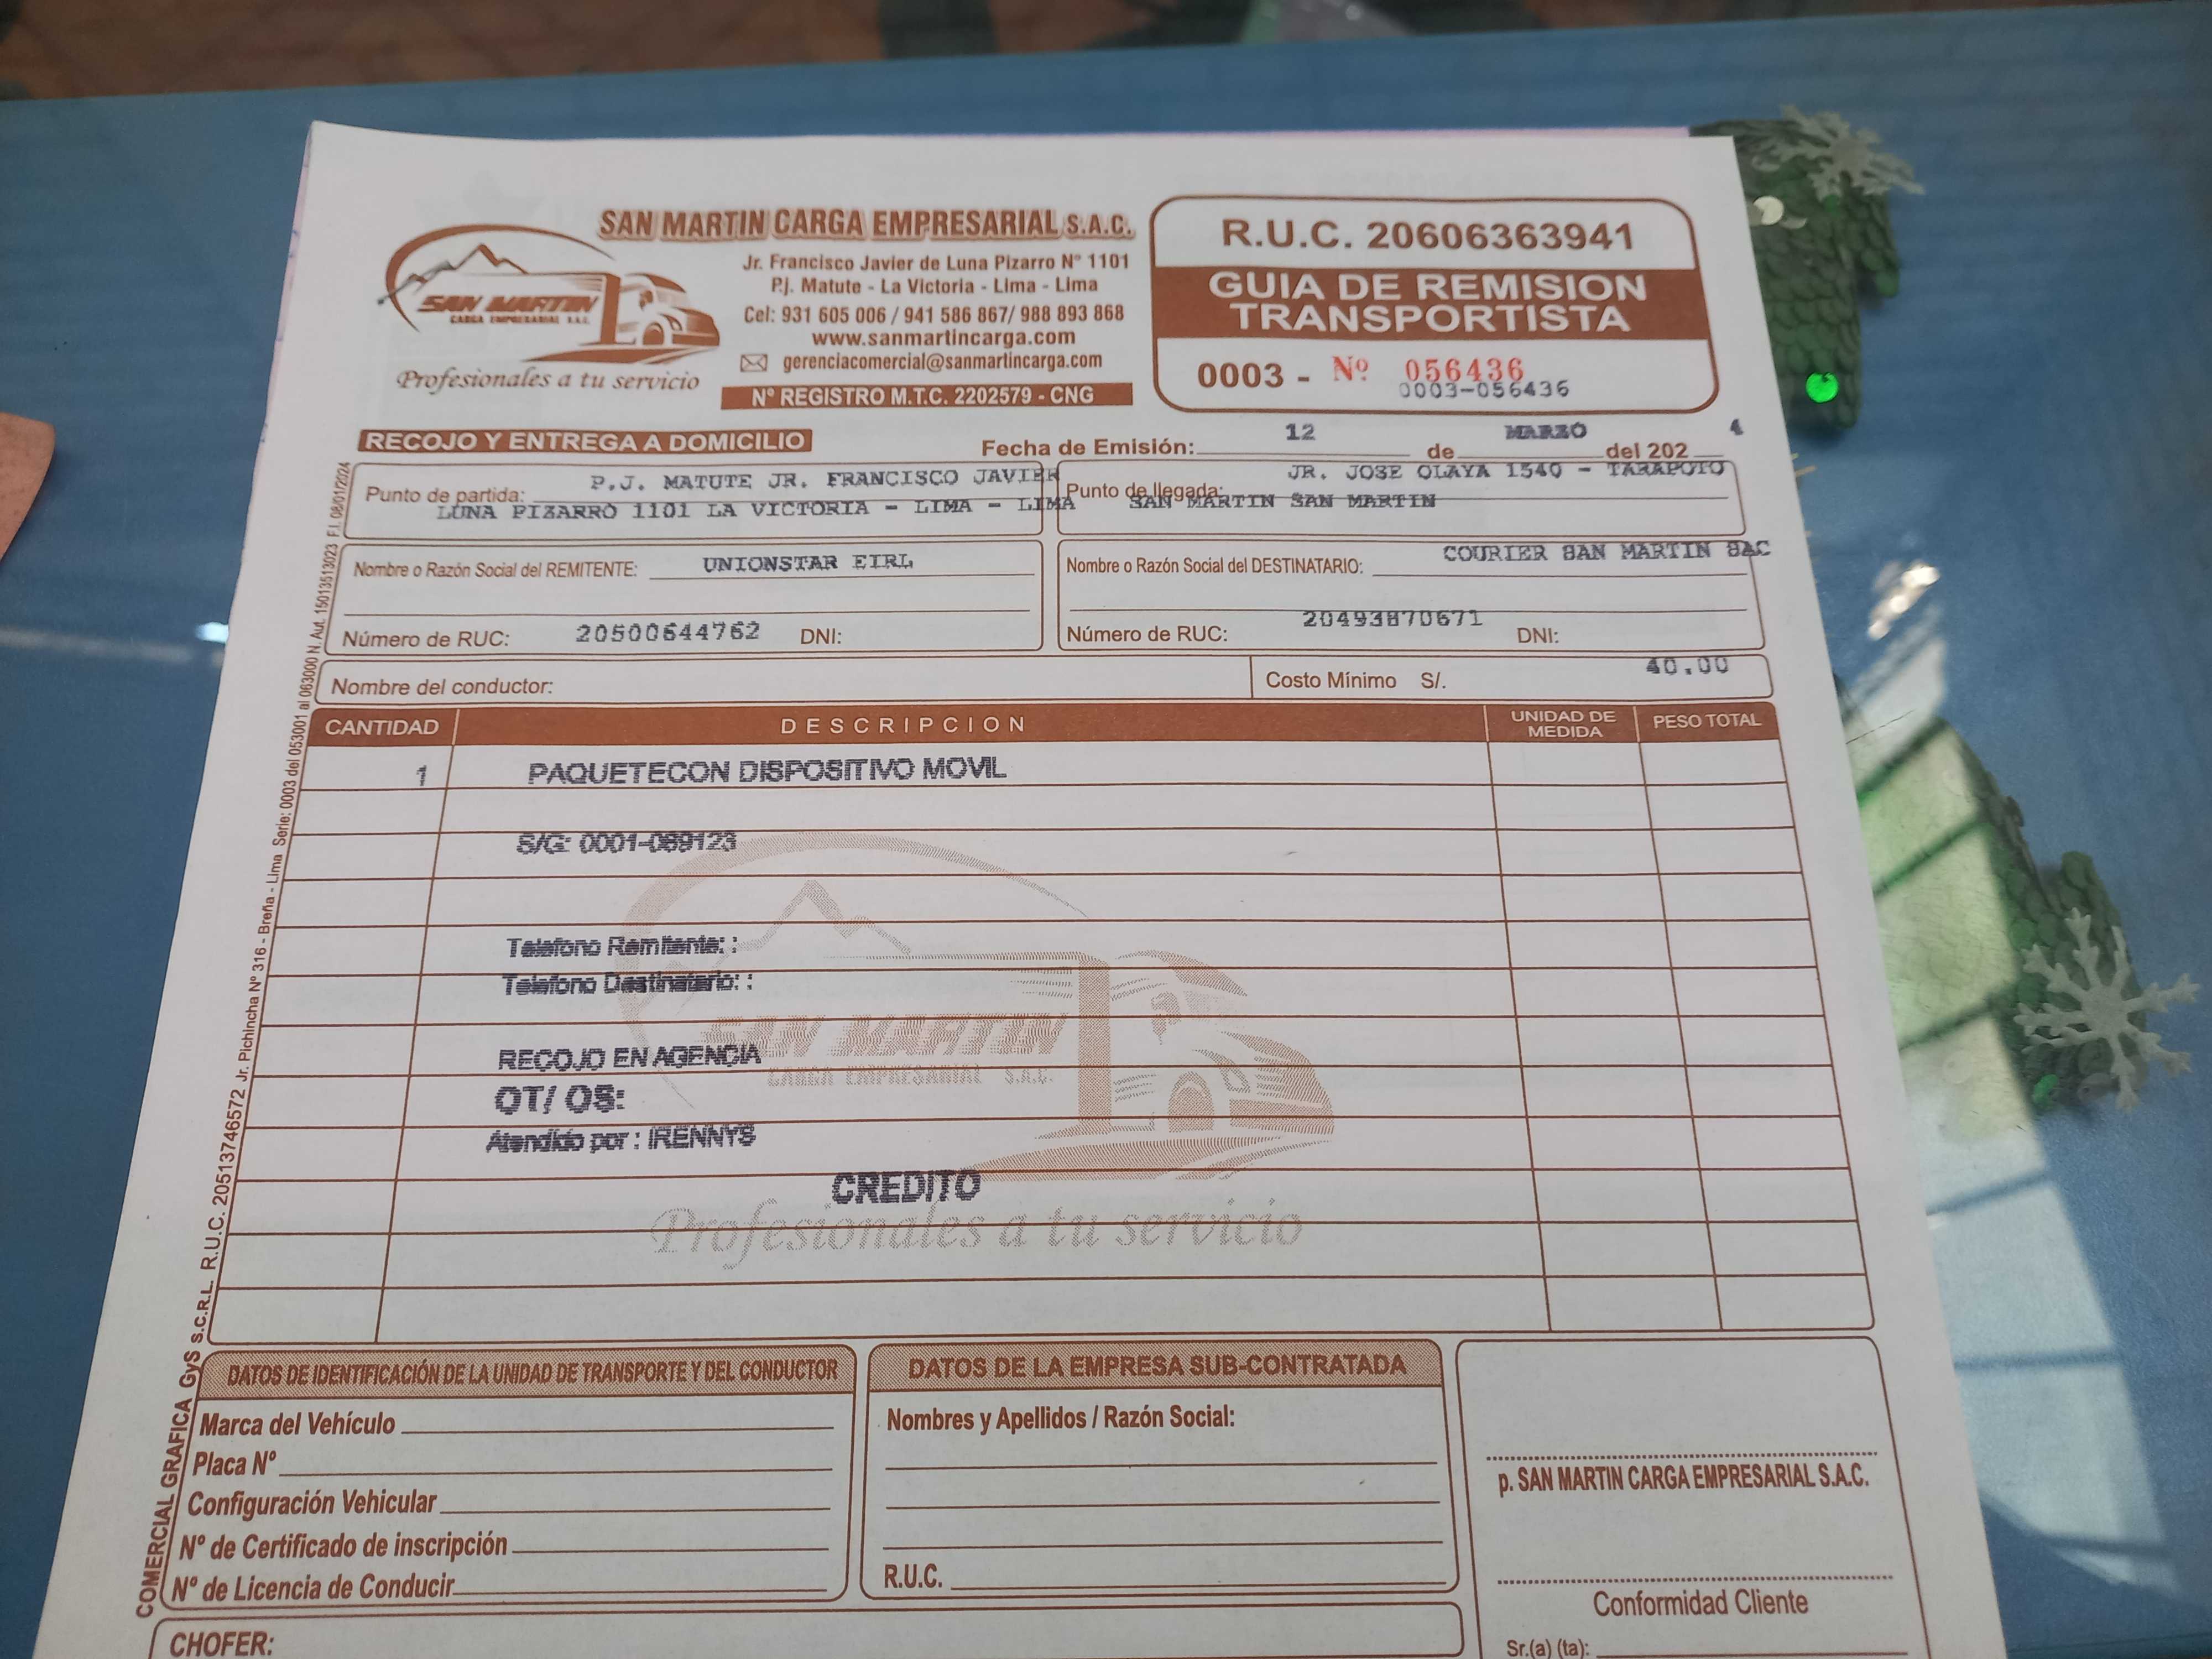 SAN MARTIN CARGA EMPRESARIAL S.A.C.
Jr. Francisco Javier de Luna Pizarro N° 1101
P.j. Matute - La Victoria - Lima - Lima
Cel: 931 605 006 / 941 586 867/ 988 893 868
www.sanmartincarga.com
gerenciacomercial@sanmartincarga.com
N° REGISTRO M.T.C. 2202579 - CNG
SAN MARTIN
CARGA EMPRESARIAL S.A.C.
Profesionales a tu servicio
R.U.C. 20606363941
GUIA DE REMISION
TRANSPORTISTA
0003 - Nº 056436
0003-056436
RECOJO Y ENTREGA A DOMICILIO
Fecha de Emisión: 12 de MARZO del 202 4
Punto de partida: P.J. MATUTE JR. FRANCISCO JAVIER
LUNA PIZARRO 1101 LA VICTORIA - LIMA - LIMA
Punto de llegada: JR. JOSE OLAYA 1540 - TARAPOTO
SAN MARTIN SAN MARTIN
Nombre o Razón Social del REMITENTE: UNIONSTAR EIRL
Número de RUC: 20500644762 DNI:
Nombre o Razón Social del DESTINATARIO: COURIER SAN MARTIN SAC
Número de RUC: 20493870671 DNI:
Nombre del conductor:
Costo Mínimo S/. 40.00
CANTIDAD DESCRIPCION UNIDAD DE MEDIDA PESO TOTAL
1 PAQUETECON DISPOSITIVO MOVIL
S/G: 0001-089123
Telefono Remitente: :
Telefono Destinatario: :
SAN MARTIN
CARGA EMPRESARIAL S.A.C.
RECOJO EN AGENCIA
OT/ OS:
Atendido por : IRENNYS
CREDITO
Profesionales a tu servicio
DATOS DE IDENTIFICACIÓN DE LA UNIDAD DE TRANSPORTE Y DEL CONDUCTOR
Marca del Vehículo
Placa Nº
Configuración Vehicular
Nº de Certificado de inscripción
Nº de Licencia de Conducir
DATOS DE LA EMPRESA SUB-CONTRATADA
Nombres y Apellidos / Razón Social:
R.U.C.
p. SAN MARTIN CARGA EMPRESARIAL S.A.C.
Conformidad Cliente
Sr.(a) (ta):
CHOFER:
COMERCIAL GRAFICA GyS S.C.R.L. R.U.C. 20513746572 Jr. Pichincha Nº 316 - Breña - Lima Serie: 0003 del 053001 al 063000 N. Aut. 15013513023 F.I. 08/01/2024